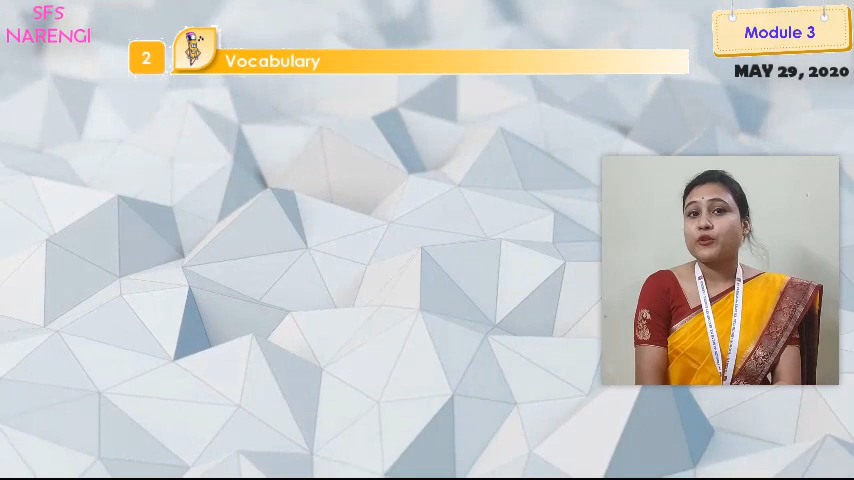 SFS
NARENGI
Module 3
MAY 29, 2020
2
Vocabulary